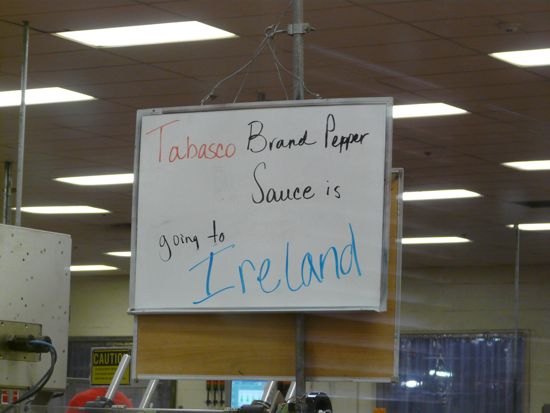 Tabasco Brand Pepper
Sauce is
going to
Ireland
CAUTION